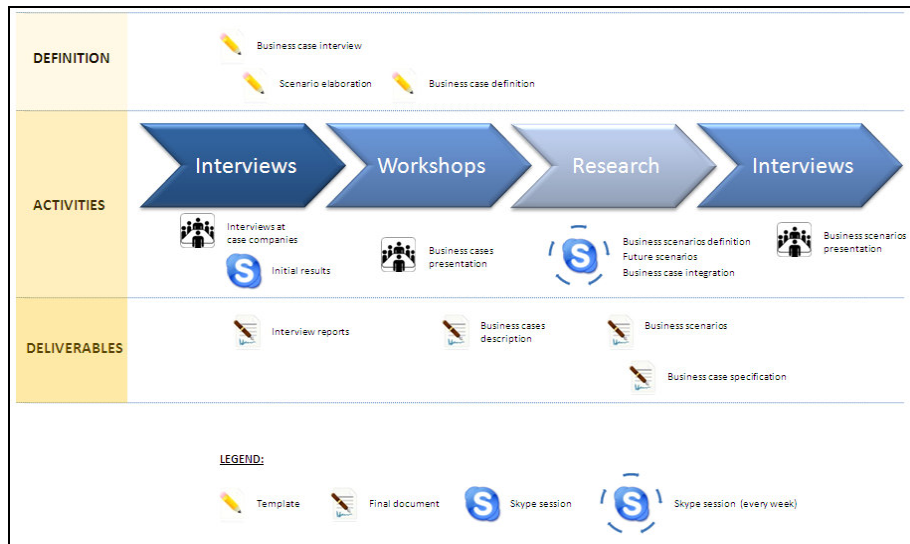 DEFINITION
Business case interview
Scenario elaboration
Business case definition
ACTIVITIES
Interviews
Workshops
Research
Interviews
Interviews at
case companies
Initial results
Business cases
presentation
Business scenarios definition
Future scenarios
Business case integration
Business scenarios
presentation
DELIVERABLES
Interview reports
Business cases
description
Business scenarios
Business case specification
LEGEND:
Template
Final document
Skype session
Skype session (every week)